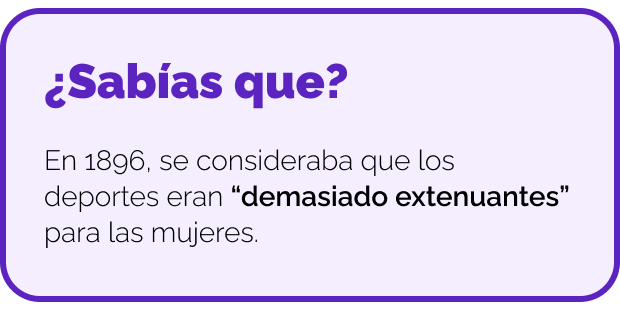 ¿Sabías que?
En 1896, se consideraba que los
deportes eran “demasiado extenuantes”
para las mujeres.